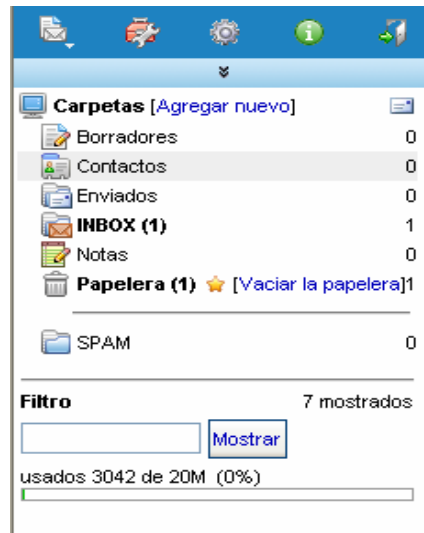 Carpetas [Agregar nuevo]
Borradores 0
Contactos 0
Enviados 0
INBOX (1) 1
Notas 0
Papelera (1) [Vaciar la papelera]1
SPAM 0
Filtro 7 mostrados
Mostrar
usados 3042 de 20M (0%)